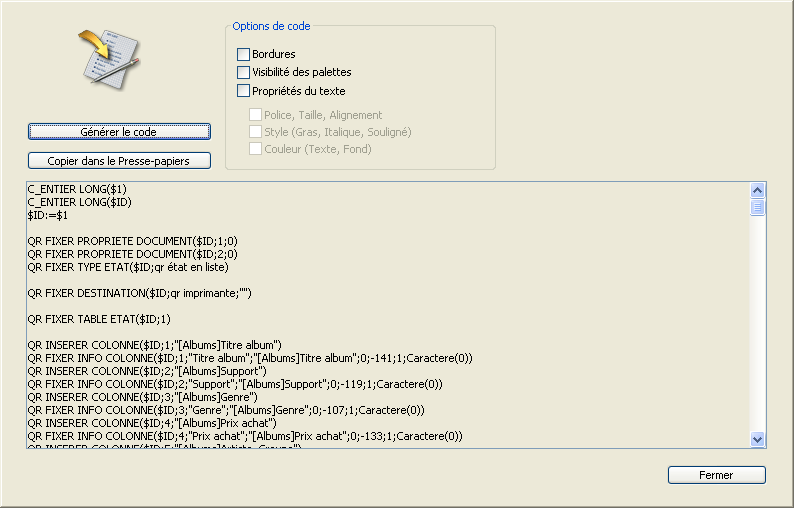 Options de code
Bordures
Visibilité des palettes
Propriétés du texte
Police, Taille, Alignement
Style (Gras, Italique, Souligné)
Couleur (Texte, Fond)
Générer le code
Copier dans le Presse-papiers
C_ENTIER LONG($1)
C_ENTIER LONG($ID)
$ID:=$1
QR FIXER PROPRIETE DOCUMENT($ID;1;0)
QR FIXER PROPRIETE DOCUMENT($ID;2;0)
QR FIXER TYPE ETAT($ID;qr état en liste)
QR FIXER DESTINATION($ID;qr imprimante;"")
QR FIXER TABLE ETAT($ID;1)
QR INSERER COLONNE($ID;1;"[Albums]Titre album")
QR FIXER INFO COLONNE($ID;1;"Titre album";"[Albums]Titre album";0;-141;1;Caractere(0))
QR INSERER COLONNE($ID;2;"[Albums]Support")
QR FIXER INFO COLONNE($ID;2;"Support";"[Albums]Support";0;-119;1;Caractere(0))
QR INSERER COLONNE($ID;3;"[Albums]Genre")
QR FIXER INFO COLONNE($ID;3;"Genre";"[Albums]Genre";0;-107;1;Caractere(0))
QR INSERER COLONNE($ID;4;"[Albums]Prix achat")
QR FIXER INFO COLONNE($ID;4;"Prix achat";"[Albums]Prix achat";0;-133;1;Caractere(0))
QR INSERER COLONNE($ID;5;"[Albums]Artiste_Groupe")
Fermer